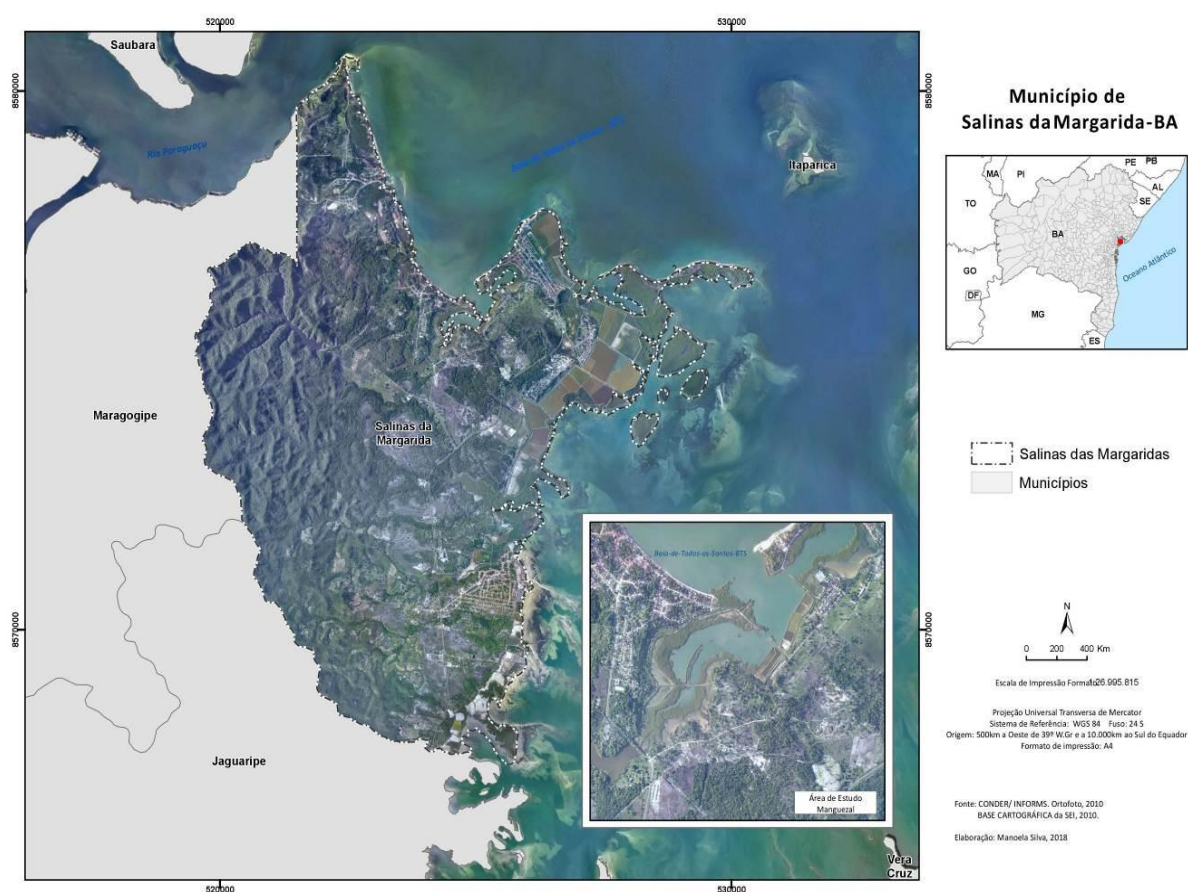 520000
530000
Saubara
8580000
8580000
Rio Paraguaçu
Itaparica
Maragogipe
Salinas da
Margarida
8570000
8570000
Baia-de-Todos-os-Santos-BTS
Jaguaripe
Área de Estudo
Manguezal
Vera
Cruz
520000
530000
Município de
Salinas da Margarida-BA
MA
PI
PE
PB
AL
SE
TO
BA
GO
DF
MG
ES
Oceano Atlântico
Salinas das Margaridas
Municípios
N
0 200 400 Km
Escala de Impressão Formato
26.995.815
Projeção Universal Transversa de Mercator
Sistema de Referência: WGS 84 Fuso: 24 S
Origem: 500km a Oeste de 39º W.Gr e a 10.000km ao Sul do Equador
Formato de impressão: A4
Fonte: CONDER/ INFORMS. Ortofoto, 2010
BASE CARTOGRÁFICA da SEI, 2010.
Elaboração: Manoela Silva, 2018